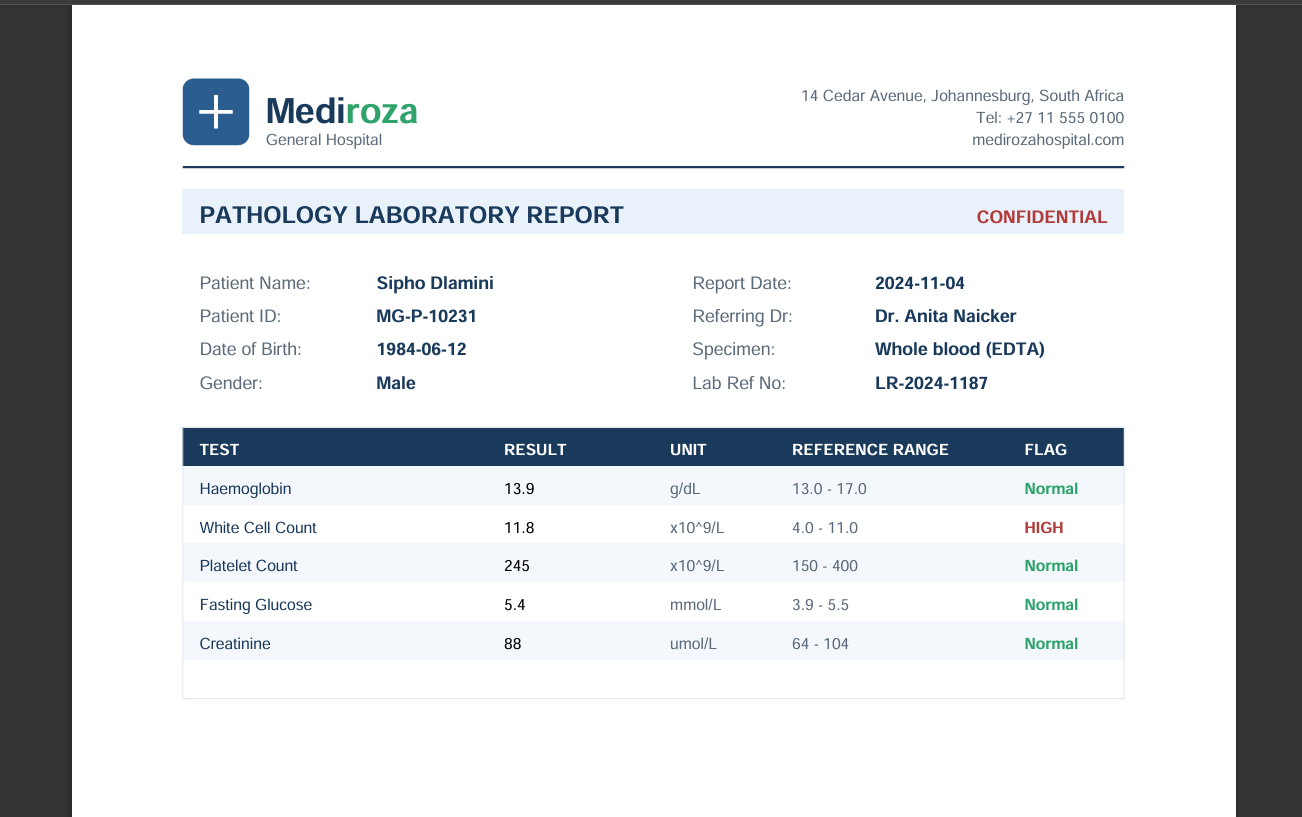 Mediroza
General Hospital
14 Cedar Avenue, Johannesburg, South Africa
Tel: +27 11 555 0100
medirozahospital.com
PATHOLOGY LABORATORY REPORT CONFIDENTIAL
Patient Name: Sipho Dlamini Report Date: 2024-11-04
Patient ID: MG-P-10231 Referring Dr: Dr. Anita Naicker
Date of Birth: 1984-06-12 Specimen: Whole blood (EDTA)
Gender: Male Lab Ref No: LR-2024-1187
TEST RESULT UNIT REFERENCE RANGE FLAG
Haemoglobin 13.9 g/dL 13.0 - 17.0 Normal
White Cell Count 11.8 x10^9/L 4.0 - 11.0 HIGH
Platelet Count 245 x10^9/L 150 - 400 Normal
Fasting Glucose 5.4 mmol/L 3.9 - 5.5 Normal
Creatinine 88 umol/L 64 - 104 Normal